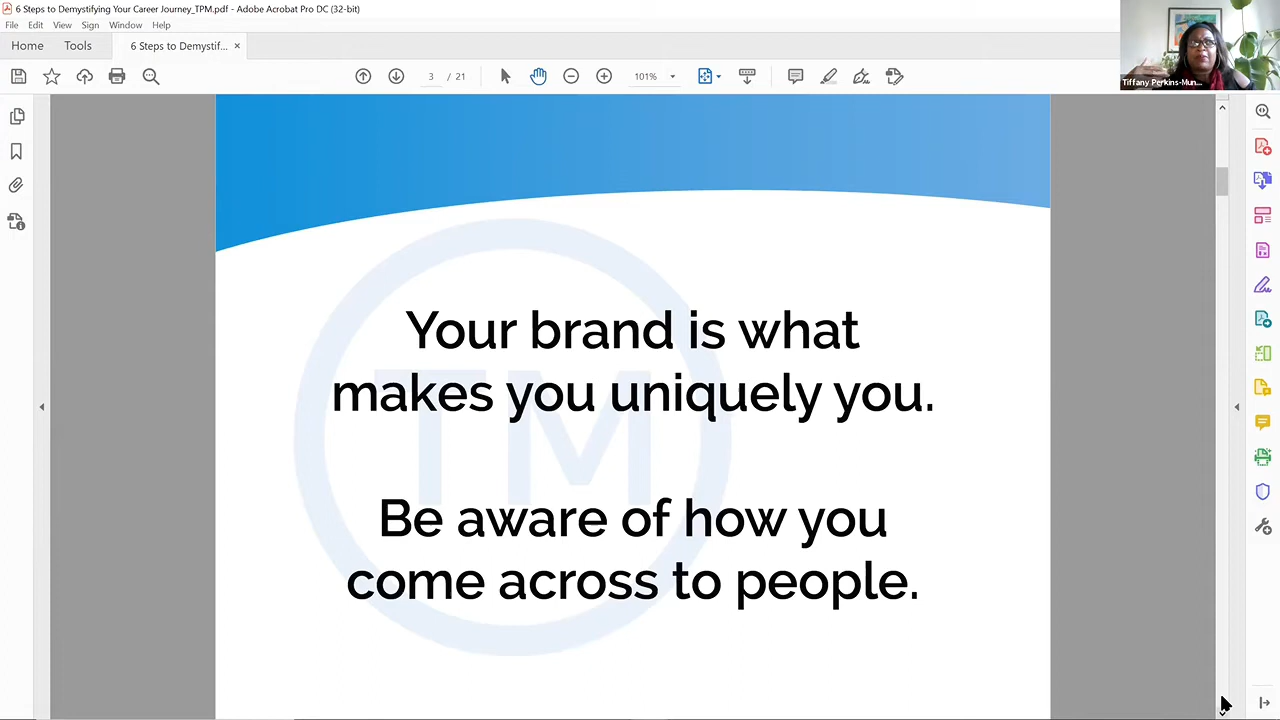 6 Steps to Demystifying Your Career Journey_TPM.pdf - Adobe Acrobat Pro DC (32-bit)
File Edit View Sign Window Help
Home Tools 6 Steps to Demystif... ×
3 / 21 101%
Tiffany Perkins-Mun...
TM
Your brand is what
makes you uniquely you.
Be aware of how you
come across to people.